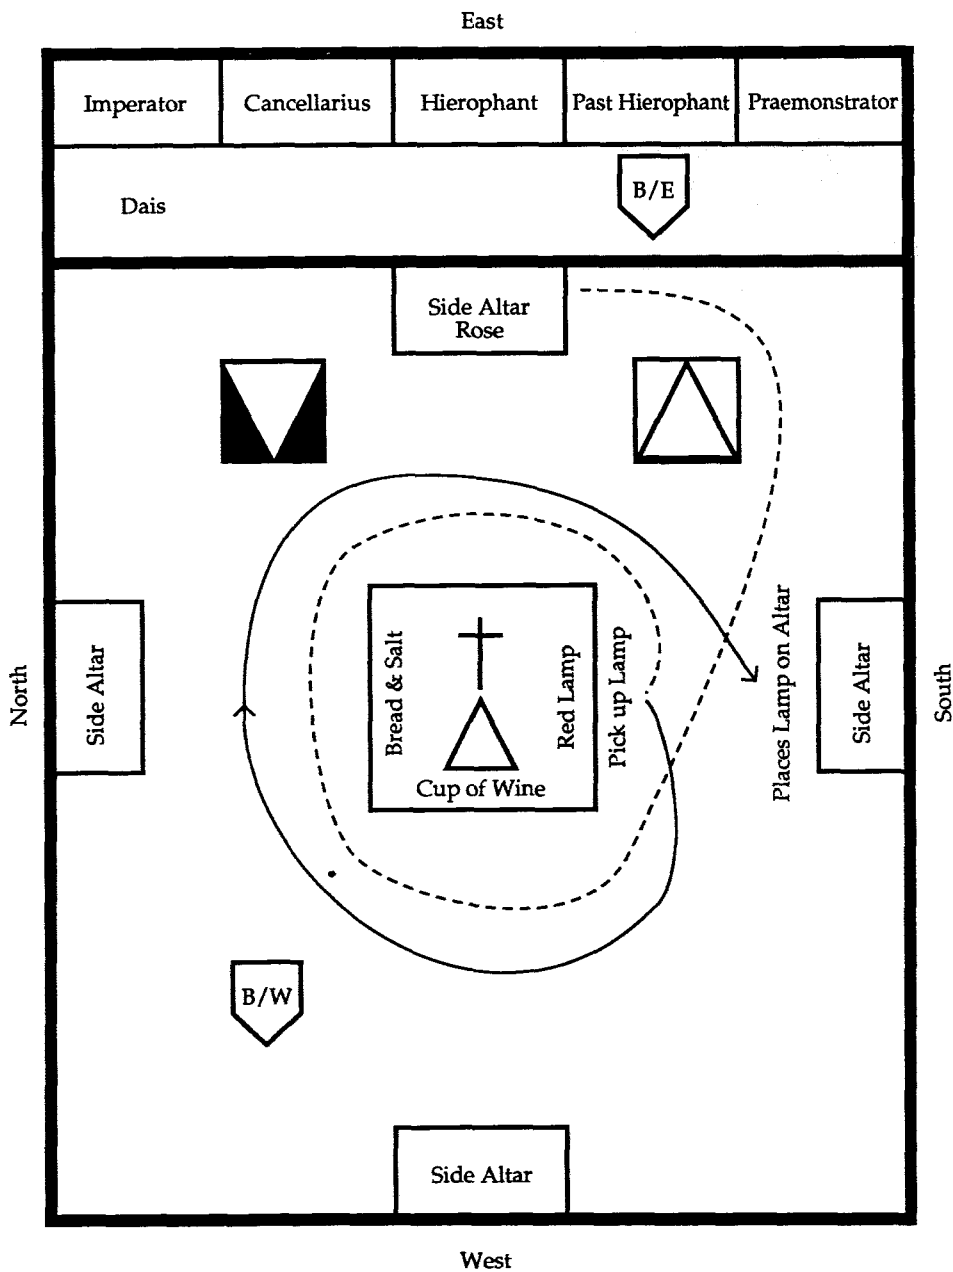 East
Imperator
Cancellarius
Hierophant
Past Hierophant
Praemonstrator
Dais
B/E
Side Altar
Rose
North
Side Altar
Bread & Salt
Red Lamp
Cup of Wine
Pick up Lamp
Places Lamp on Altar
Side Altar
South
B/W
Side Altar
West